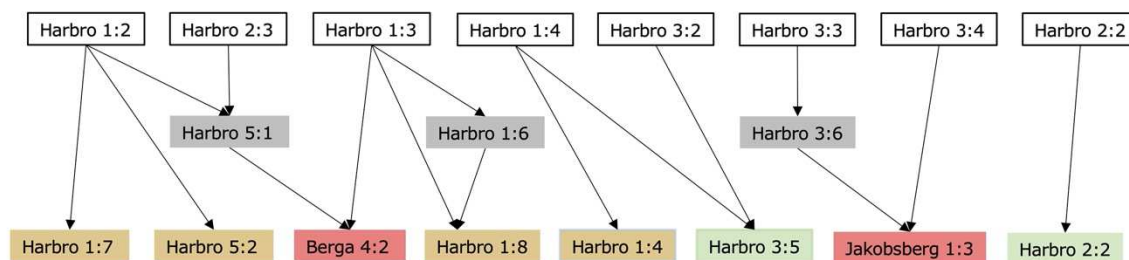 Harbro 1:2
Harbro 2:3
Harbro 1:3
Harbro 1:4
Harbro 3:2
Harbro 3:3
Harbro 3:4
Harbro 2:2
Harbro 5:1
Harbro 1:6
Harbro 3:6
Harbro 1:7
Harbro 5:2
Berga 4:2
Harbro 1:8
Harbro 1:4
Harbro 3:5
Jakobsberg 1:3
Harbro 2:2